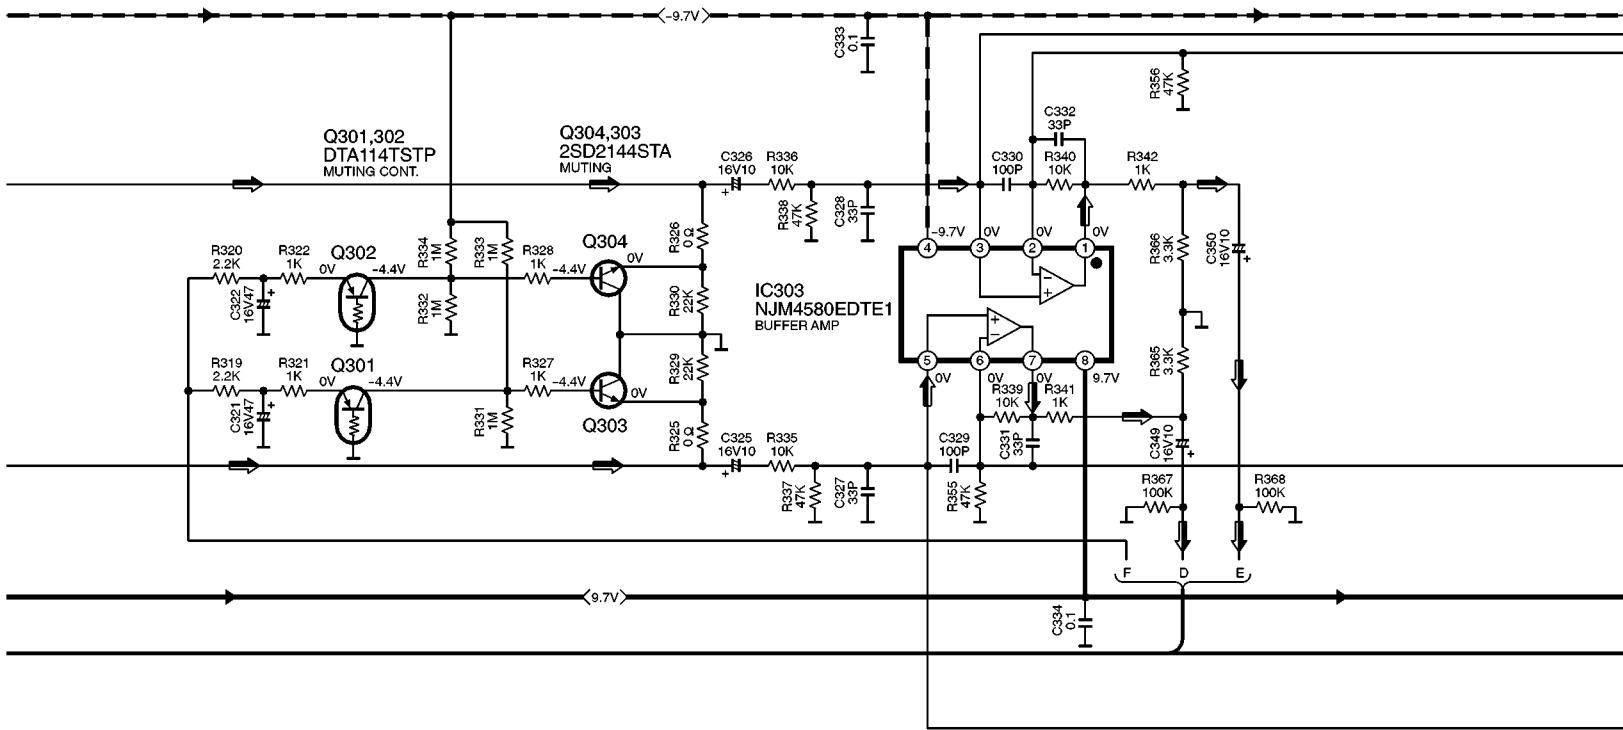 -9.7V
C333
0.1
R356
47K
C332
33P
Q301,302
DTA114TSTP
MUTING CONT.
Q304,303
2SD2144STA
MUTING
C326
16V10
+
R336
10K
R338
47K
C328
33P
C330
100P
R340
10K
R342
1K
R326
0Ω
R366
3.3K
C350
16V10
+
4
-9.7V
3
0V
2
0V
1
0V
R320
2.2K
R322
1K
Q302
0V
-4.4V
R334
1M
R333
1M
R328
1K
-4.4V
Q304
0V
C322
16V47
+
R332
1M
R330
22K
IC303
NJM4580EDTE1
BUFFER AMP
−
+
+
−
R319
2.2K
R321
1K
Q301
0V
-4.4V
R327
1K
-4.4V
0V
Q303
R329
22K
5
0V
6
0V
7
0V
8
9.7V
R365
3.3K
C321
16V47
+
R331
1M
R325
0Ω
R339
10K
R341
1K
C331
33P
C349
16V10
+
C325
16V10
+
R335
10K
R337
47K
C327
33P
C329
100P
R355
47K
R367
100K
R368
100K
F
D
E
9.7V
C334
0.1